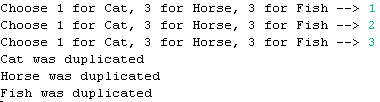 Choose 1 for Cat, 3 for Horse, 3 for Fish --> 1
Choose 1 for Cat, 3 for Horse, 3 for Fish --> 2
Choose 1 for Cat, 3 for Horse, 3 for Fish --> 3
Cat was duplicated
Horse was duplicated
Fish was duplicated